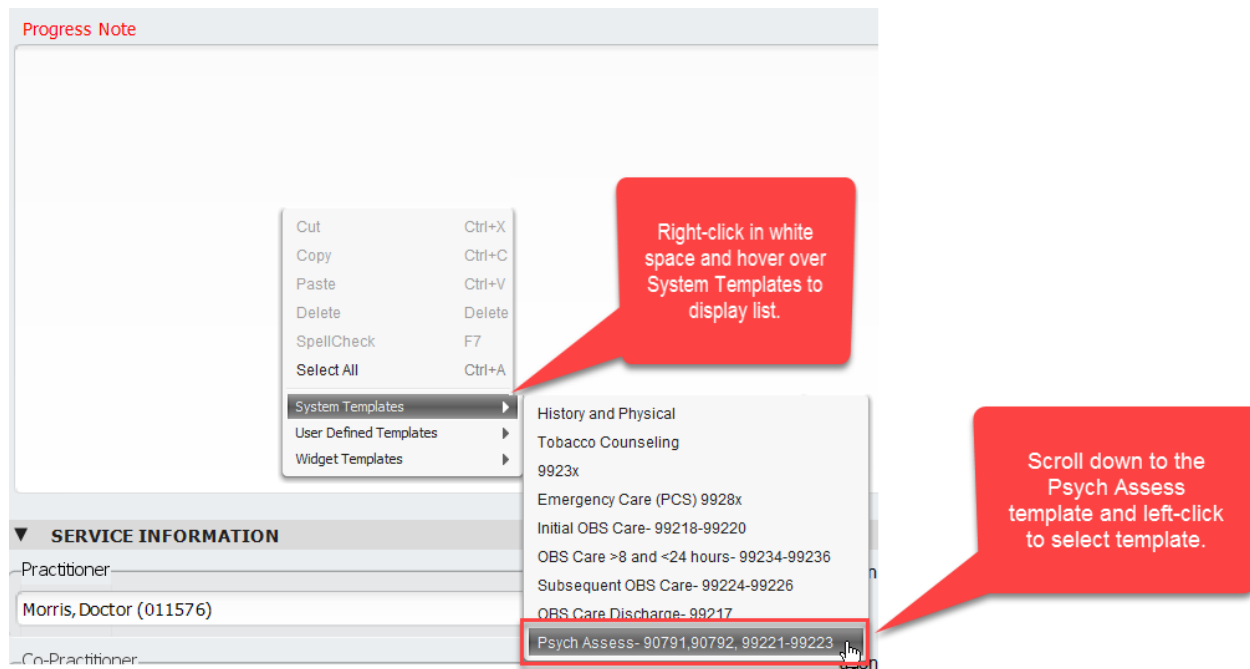 Progress Note
Cut Ctrl+X
Copy Ctrl+C
Paste Ctrl+V
Delete Delete
SpellCheck F7
Select All Ctrl+A
System Templates
User Defined Templates
Widget Templates
Right-click in white
space and hover over
System Templates to
display list.
History and Physical
Tobacco Counseling
9923x
Emergency Care (PCS) 9928x
Initial OBS Care- 99218-99220
OBS Care >8 and <24 hours- 99234-99236
Subsequent OBS Care- 99224-99226
OBS Care Discharge- 99217
Psych Assess- 90791,90792, 99221-99223
Scroll down to the
Psych Assess
template and left-click
to select template.
SERVICE INFORMATION
Practitioner
Morris, Doctor (011576)
Co-Practitioner